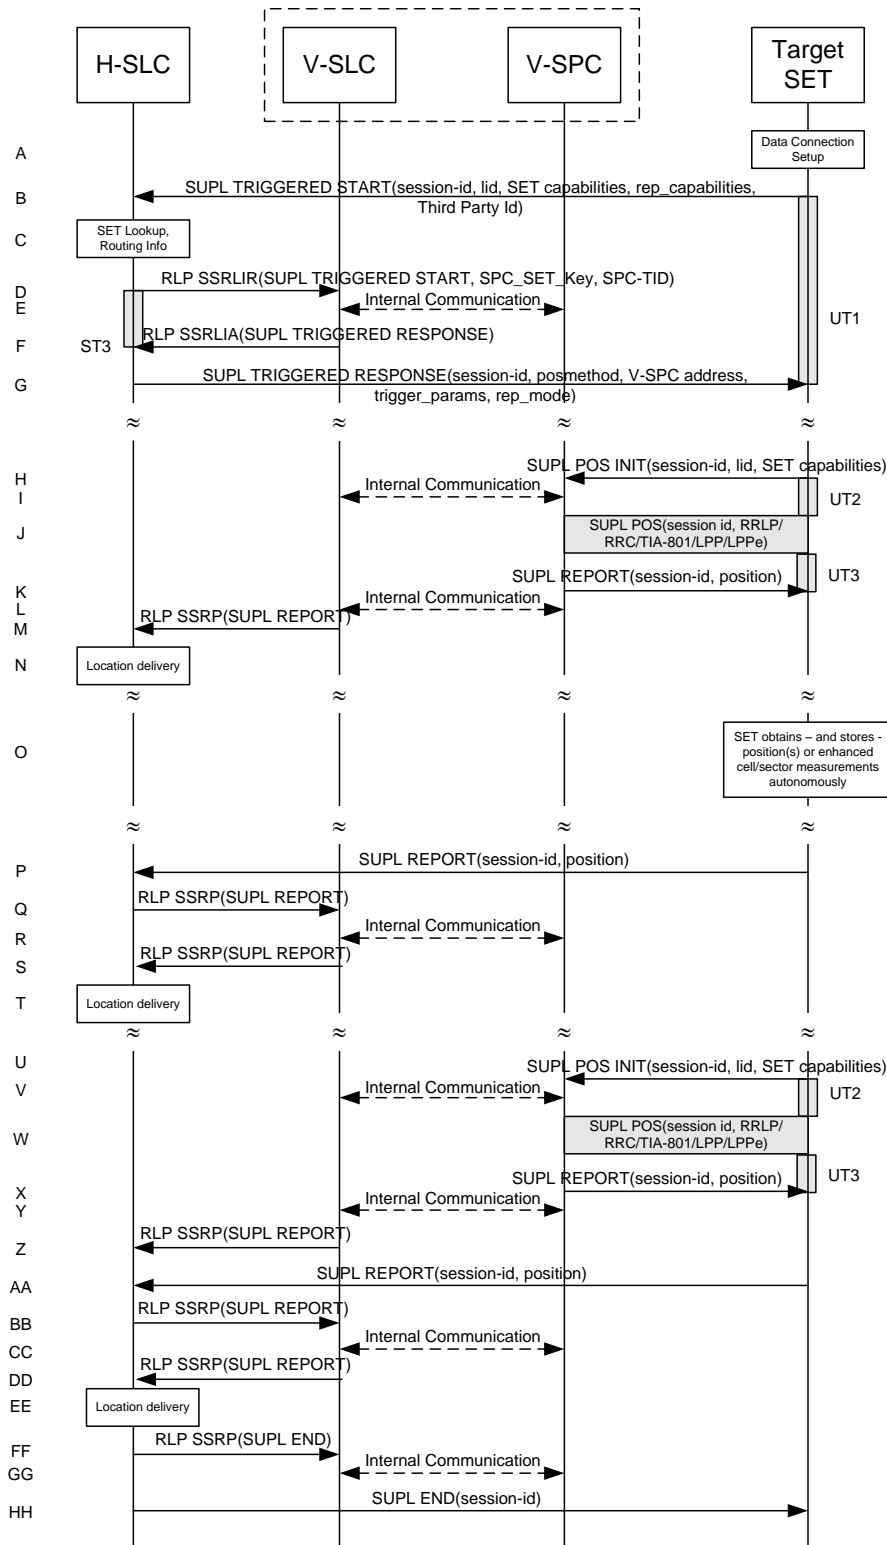 H-SLC
V-SLC
V-SPC
Target
SET
A
Data Connection
Setup
B
SUPL TRIGGERED START(session-id, lid, SET capabilities, rep_capabilities,
Third Party Id)
C
SET Lookup,
Routing Info
D
RLP SSRLIR(SUPL TRIGGERED START, SPC_SET_Key, SPC-TID)
E
Internal Communication
UT1
F
ST3
RLP SSRLIA(SUPL TRIGGERED RESPONSE)
G
SUPL TRIGGERED RESPONSE(session-id, posmethod, V-SPC address,
trigger_params, rep_mode)
≈ ≈ ≈ ≈
H
SUPL POS INIT(session-id, lid, SET capabilities)
I
Internal Communication
UT2
J
SUPL POS(session id, RRLP/
RRC/TIA-801/LPP/LPPe)
K
SUPL REPORT(session-id, position)
UT3
L
Internal Communication
M
RLP SSRP(SUPL REPORT)
N
Location delivery
≈ ≈ ≈ ≈
O
SET obtains – and stores -
position(s) or enhanced
cell/sector measurements
autonomously
≈ ≈ ≈ ≈
P
SUPL REPORT(session-id, position)
Q
RLP SSRP(SUPL REPORT)
R
Internal Communication
S
RLP SSRP(SUPL REPORT)
T
Location delivery
≈ ≈ ≈ ≈
U
SUPL POS INIT(session-id, lid, SET capabilities)
V
Internal Communication
UT2
W
SUPL POS(session id, RRLP/
RRC/TIA-801/LPP/LPPe)
X
SUPL REPORT(session-id, position)
UT3
Y
Internal Communication
Z
RLP SSRP(SUPL REPORT)
AA
SUPL REPORT(session-id, position)
BB
RLP SSRP(SUPL REPORT)
CC
Internal Communication
DD
RLP SSRP(SUPL REPORT)
EE
Location delivery
FF
RLP SSRP(SUPL END)
GG
Internal Communication
HH
SUPL END(session-id)